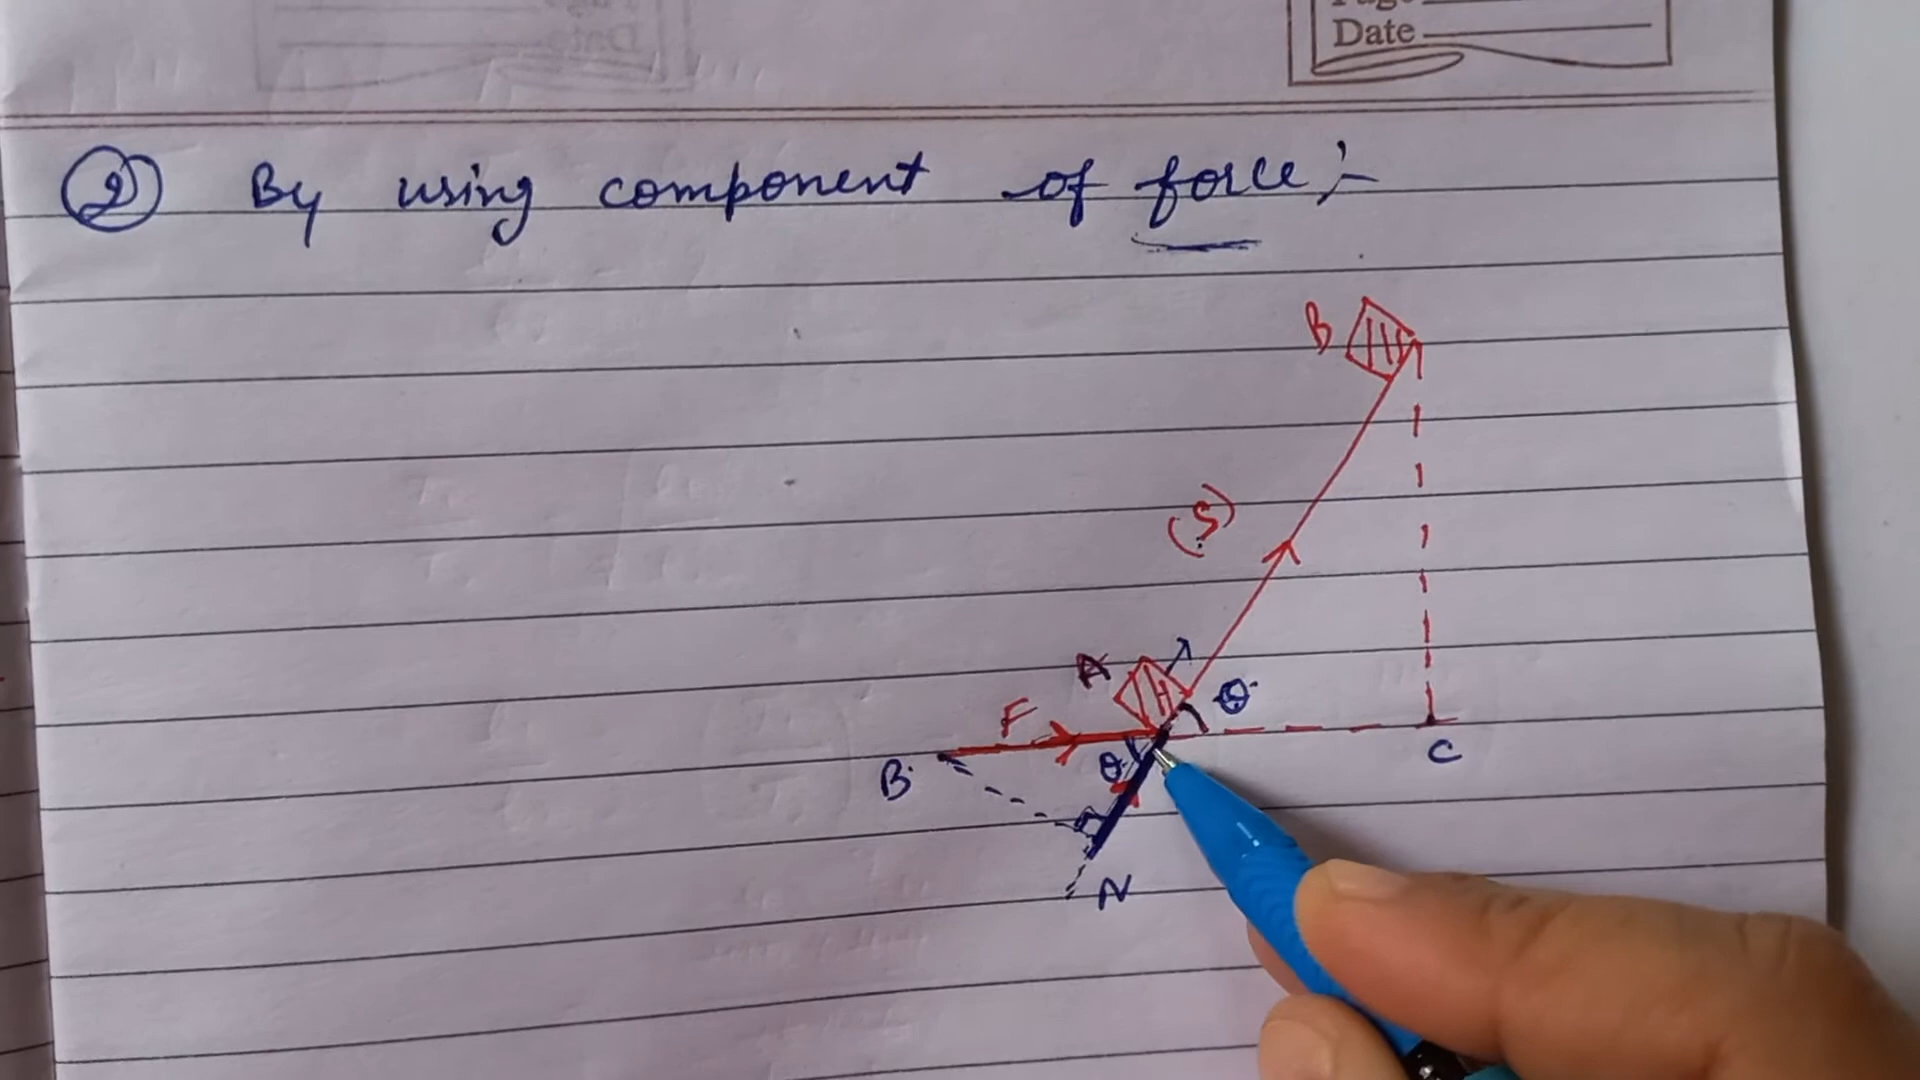 Date
② By using component of force:-
B
(S)
A
F
θ
B
θ
C
N